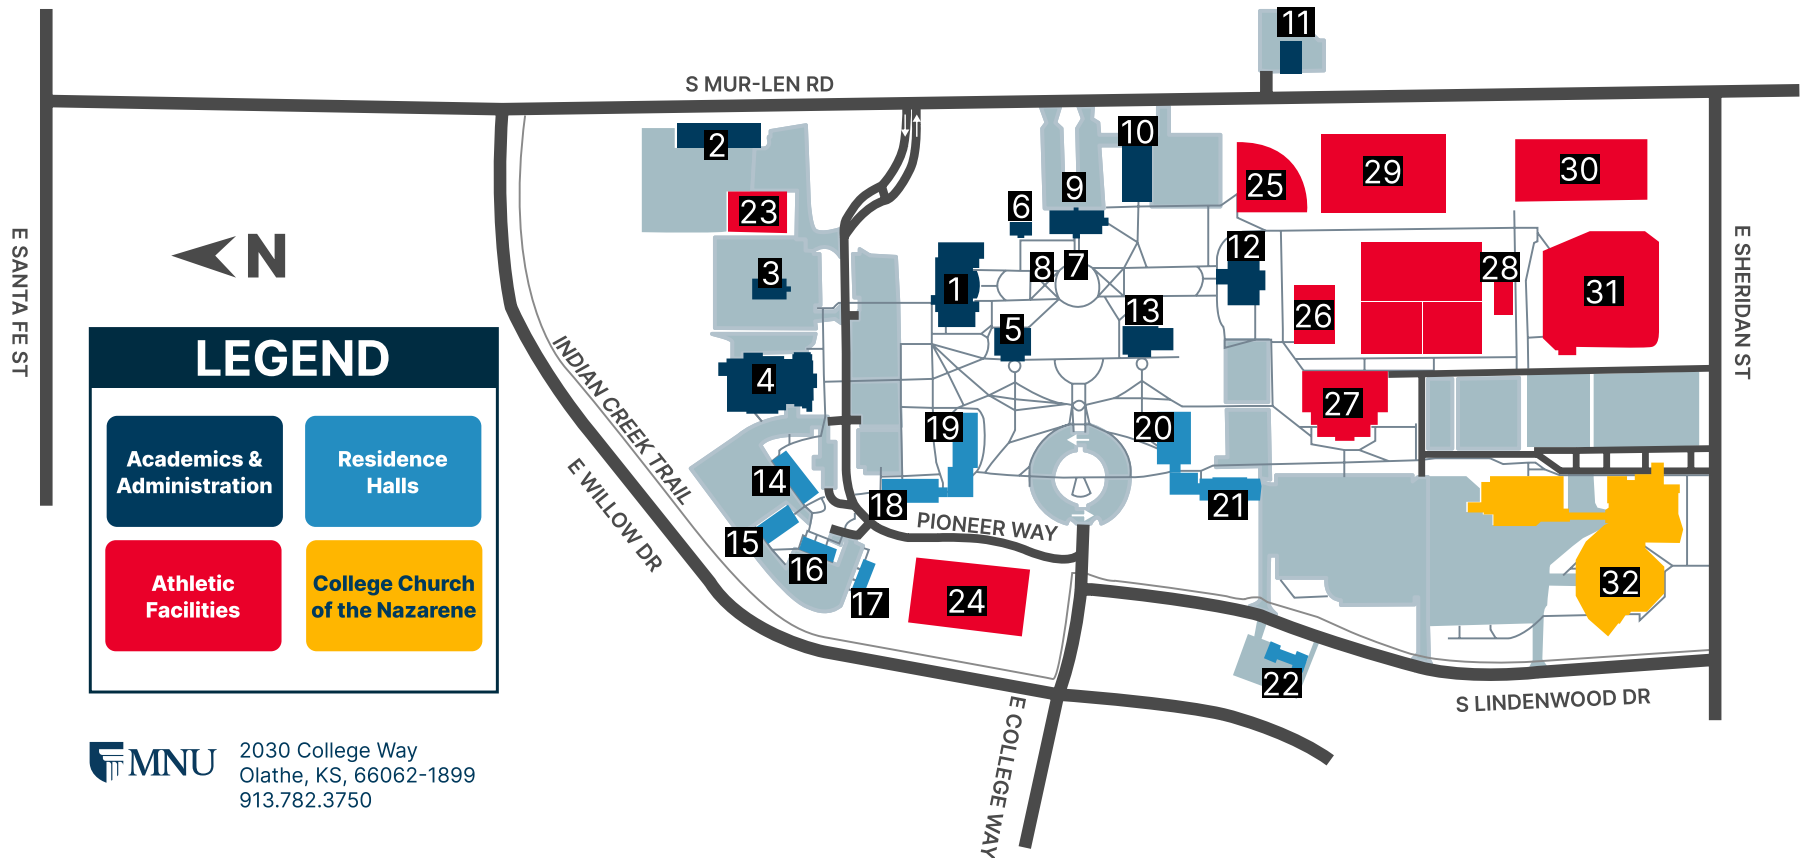 11
S MUR-LEN RD
2
10
9
25
29
30
23
6
E SANTA FE ST
N
3
8
7
12
28
31
E SHERIDAN ST
1
13
26
5
LEGEND
INDIAN CREEK TRAIL
4
27
19
20
Academics &
Administration
Residence
Halls
E WILLOW DR
14
18
21
PIONEER WAY
15
16
17
24
32
Athletic
Facilities
College Church
of the Nazarene
22
S LINDENWOOD DR
E COLLEGE WAY
MNU
2030 College Way
Olathe, KS, 66062-1899
913.782.3750